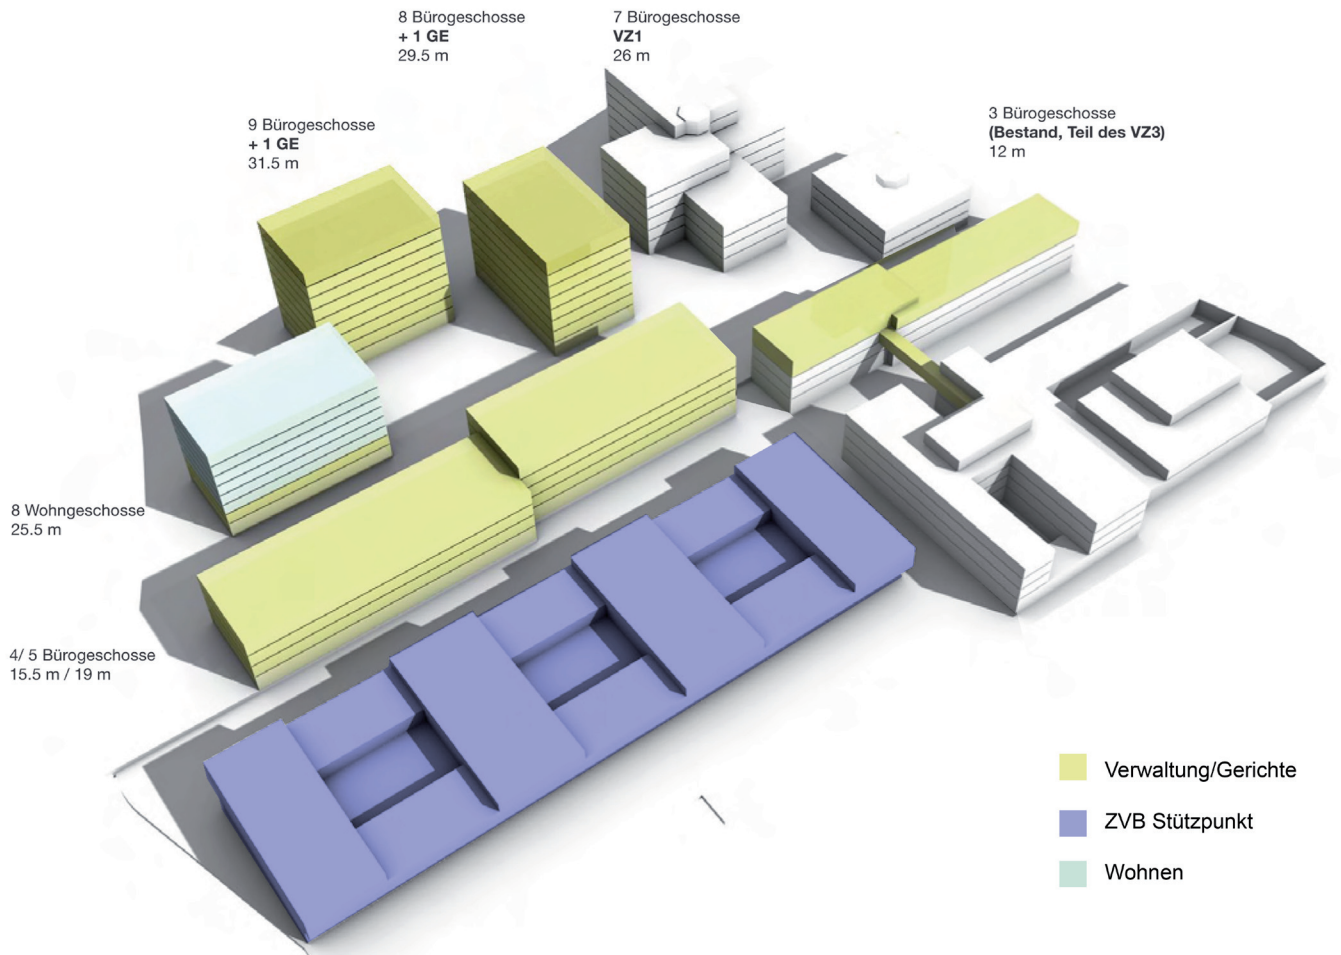 8 Bürogeschosse
+ 1 GE
29.5 m
7 Bürogeschosse
VZ1
26 m
9 Bürogeschosse
+ 1 GE
31.5 m
3 Bürogeschosse
(Bestand, Teil des VZ3)
12 m
8 Wohngeschosse
25.5 m
4/ 5 Bürogeschosse
15.5 m / 19 m
Verwaltung/Gerichte
ZVB Stützpunkt
Wohnen